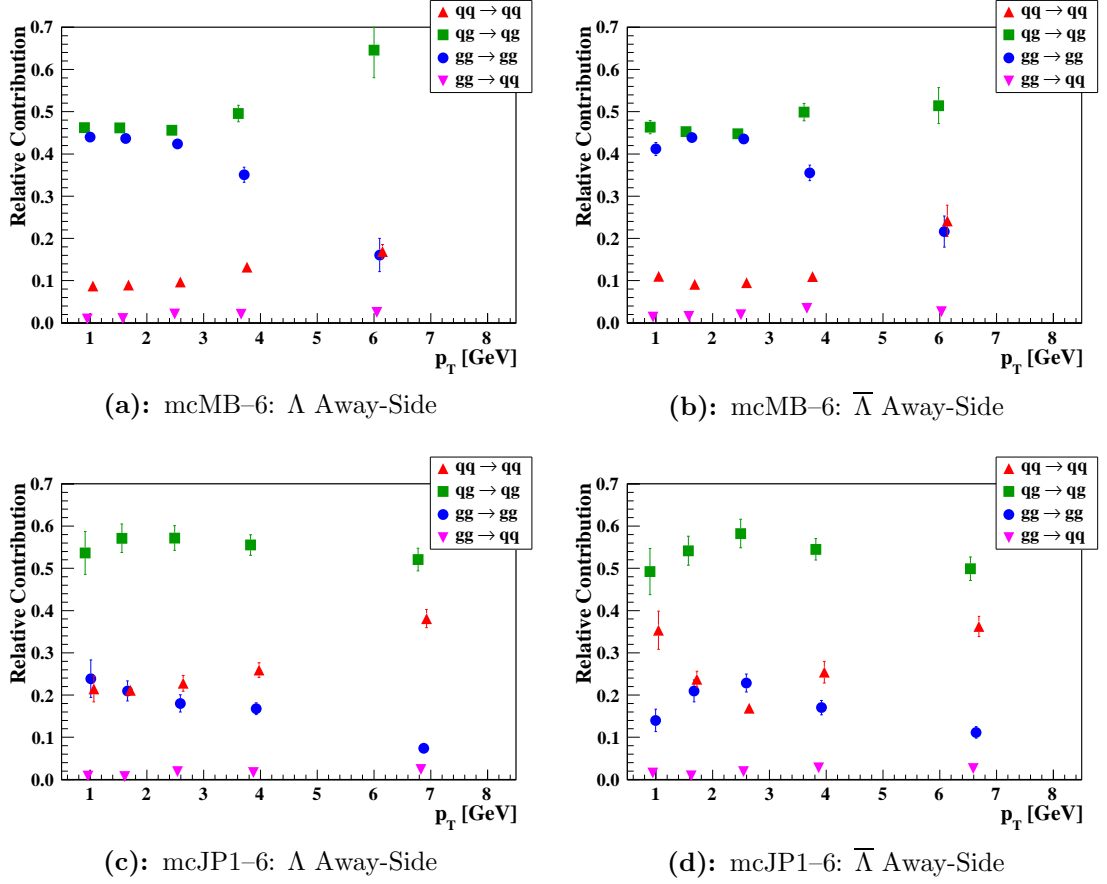 qq → qq
qg → qg
gg → gg
gg → qq
Relative Contribution
0.7
0.6
0.5
0.4
0.3
0.2
0.1
0.0
1 2 3 4 5 6 7 8
p_T [GeV]
(a): mcMB–6: Λ Away-Side
qq → qq
qg → qg
gg → gg
gg → qq
Relative Contribution
0.7
0.6
0.5
0.4
0.3
0.2
0.1
0.0
1 2 3 4 5 6 7 8
p_T [GeV]
(b): mcMB–6: Λ̅ Away-Side
qq → qq
qg → qg
gg → gg
gg → qq
Relative Contribution
0.7
0.6
0.5
0.4
0.3
0.2
0.1
0.0
1 2 3 4 5 6 7 8
p_T [GeV]
(c): mcJP1–6: Λ Away-Side
qq → qq
qg → qg
gg → gg
gg → qq
Relative Contribution
0.7
0.6
0.5
0.4
0.3
0.2
0.1
0.0
1 2 3 4 5 6 7 8
p_T [GeV]
(d): mcJP1–6: Λ̅ Away-Side